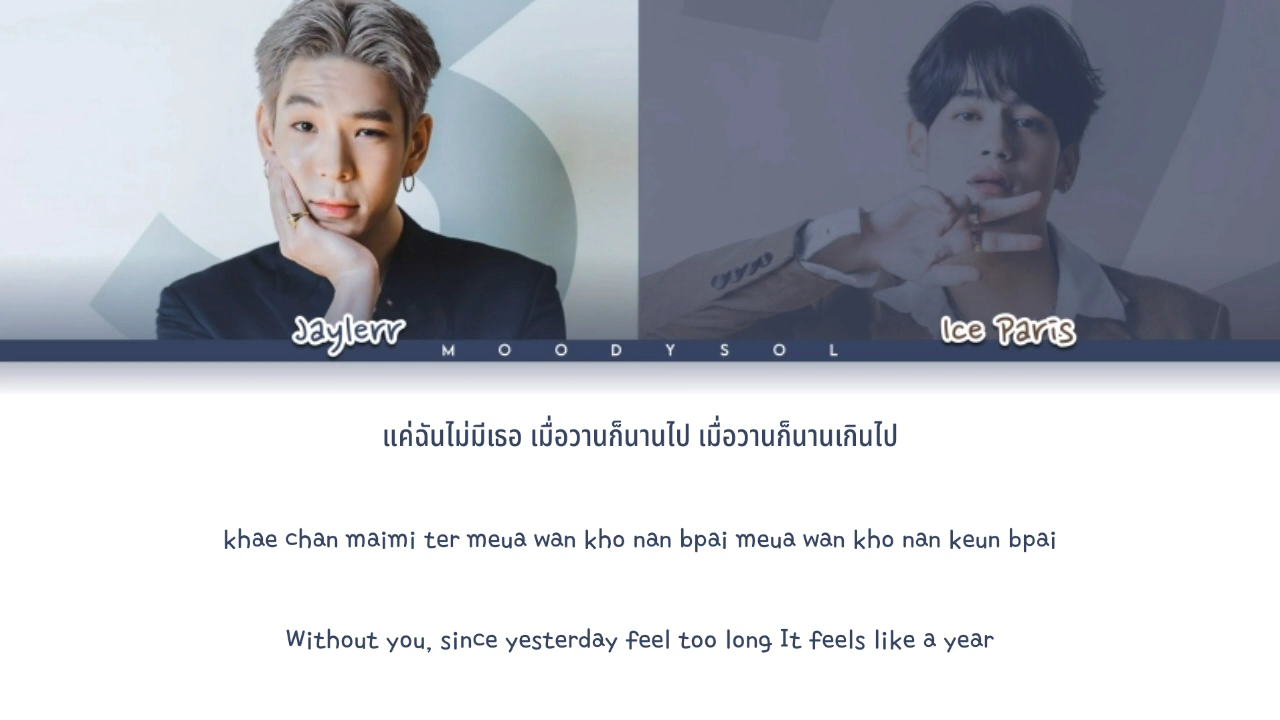 Jaylerr
Ice Paris
MOODYSOL
แค่ฉันไม่มีเธอ เมื่อวานก็นานไป เมื่อวานก็นานเกินไป
khae chan maimi ter meua wan kho nan bpai meua wan kho nan keun bpai
Without you, since yesterday feel too long It feels like a year